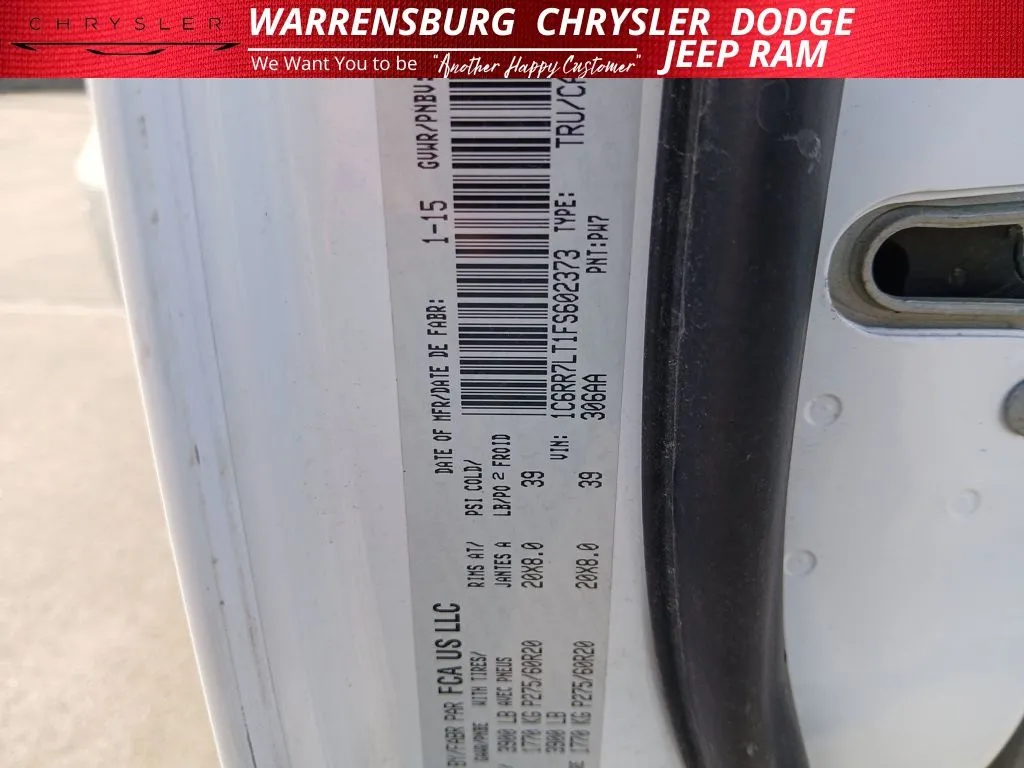 CHRYSLER
WARRENSBURG CHRYSLER DODGE
JEEP RAM
We Want You to be "Another Happy Customer"
BY/FABR PAR FCA US LLC
DATE OF MFR/DATE DE FABR: 1-15 GVWR/PNBV
GAWR/PNBE WITH TIRES/ RIMS AT/ PSI COLD/
AVEC PNEUS JANTES A LB/PO 2 FROID
3900 LB
1770 KG P275/60R20 20X8.0 39
3900 LB
1770 KG P275/60R20 20X8.0 39
VIN: 1C6RR7LT1FS602373 TYPE: TRU/CA
306AA PNT:PW7